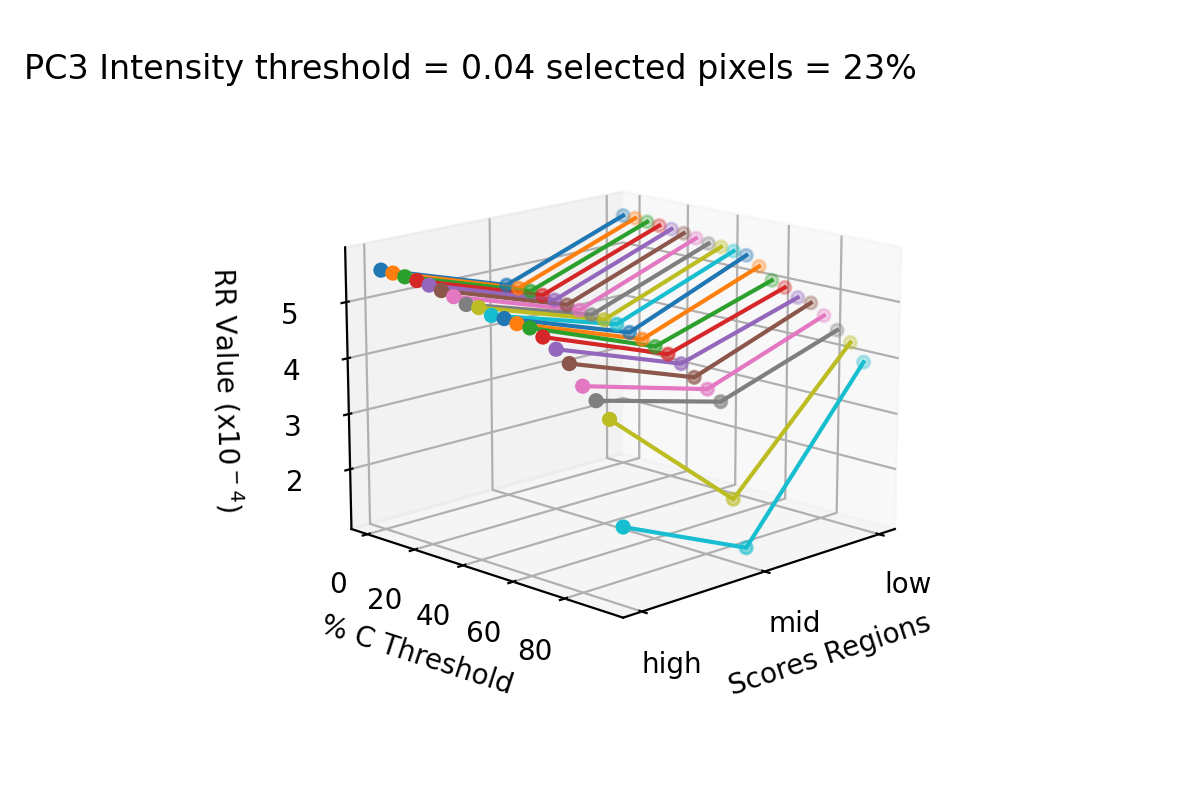 PC3 Intensity threshold = 0.04 selected pixels = 23%
RR Value (x10⁻⁴)
5
4
3
2
0
20
40
60
80
% C Threshold
high
mid
low
Scores Regions